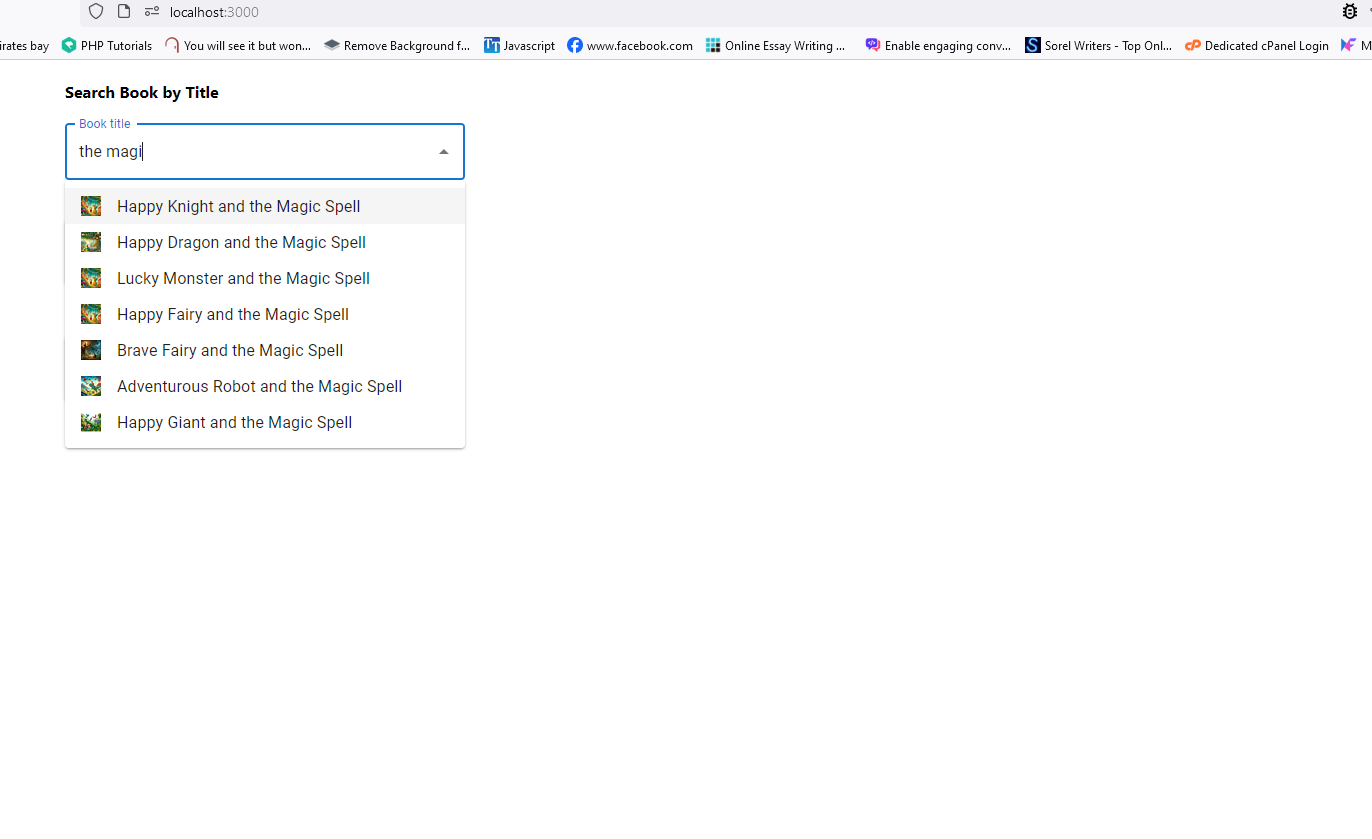 localhost:3000
irates bay PHP Tutorials You will see it but won... Remove Background f... TT Javascript www.facebook.com Online Essay Writing ... Enable engaging conv... S Sorel Writers - Top Onl... cP Dedicated cPanel Login M
Search Book by Title
Book title
the magi
Happy Knight and the Magic Spell
Happy Dragon and the Magic Spell
Lucky Monster and the Magic Spell
Happy Fairy and the Magic Spell
Brave Fairy and the Magic Spell
Adventurous Robot and the Magic Spell
Happy Giant and the Magic Spell